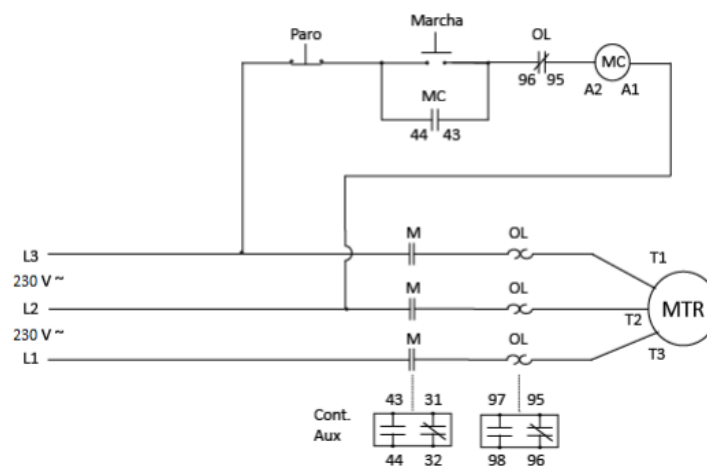 Marcha
Paro
OL
MC
96 95
A2 A1
MC
44 43
M OL
L3
T1
230 V ~
M OL
L2
T2
MTR
230 V ~
M OL
L1
T3
43 31
97 95
Cont.
Aux
44 32
98 96